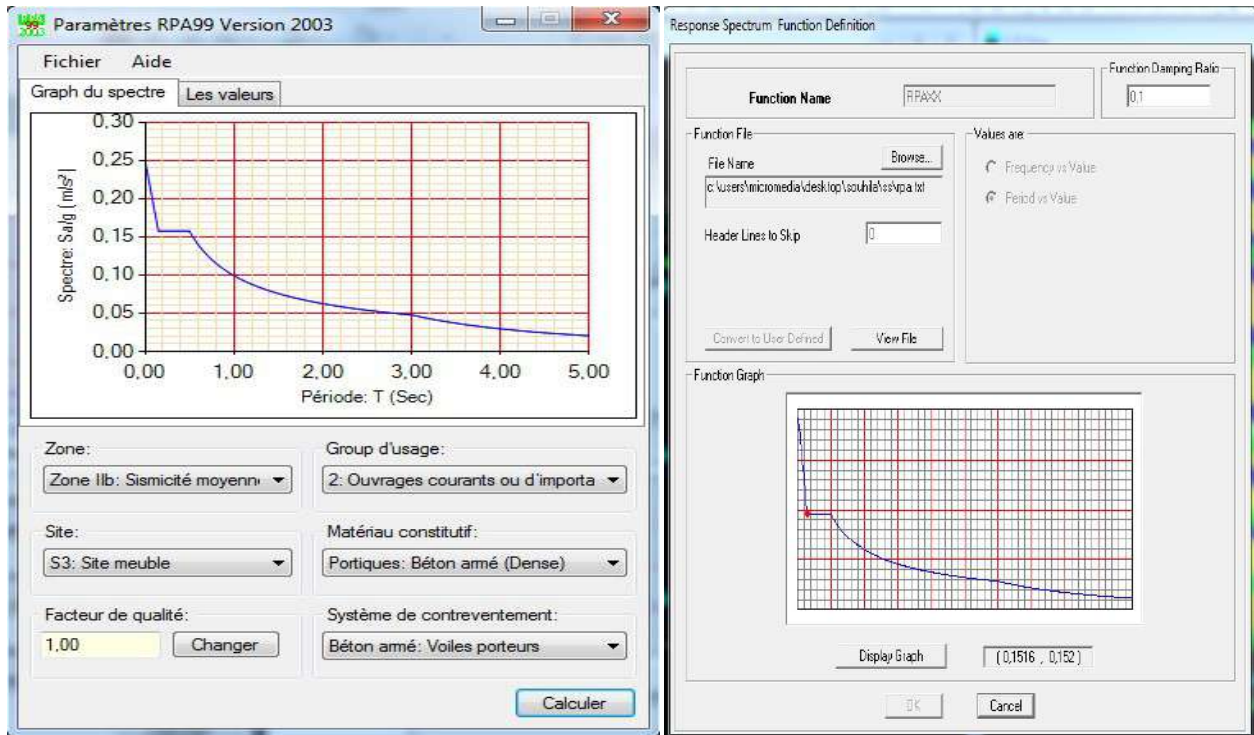 Paramètres RPA99 Version 2003
Fichier Aide
Graph du spectre Les valeurs
Spectre: Sa/g ( m/s²)
0,30
0,25
0,20
0,15
0,10
0,05
0,00
0,00 1,00 2,00 3,00 4,00 5,00
Période: T (Sec)
Zone: Group d'usage:
Zone IIb: Sismicité moyenn 2: Ouvrages courants ou d'importa
Site: Matériau constitutif:
S3: Site meuble Portiques: Béton armé (Dense)
Facteur de qualité: Système de contreventement:
1,00 Changer Béton armé: Voiles porteurs
Calculer
Response Spectrum Function Definition
Function Name RPAXX
Function Damping Ratio
0,1
Function File
File Name Browse...
c:\users\micromedia\desktop\souhila\ss\rpa.txt
Header Lines to Skip 0
Convert to User Defined View File
Values are:
Frequency vs Value
Period vs Value
Function Graph
Display Graph (0,1516 , 0,152 )
OK Cancel